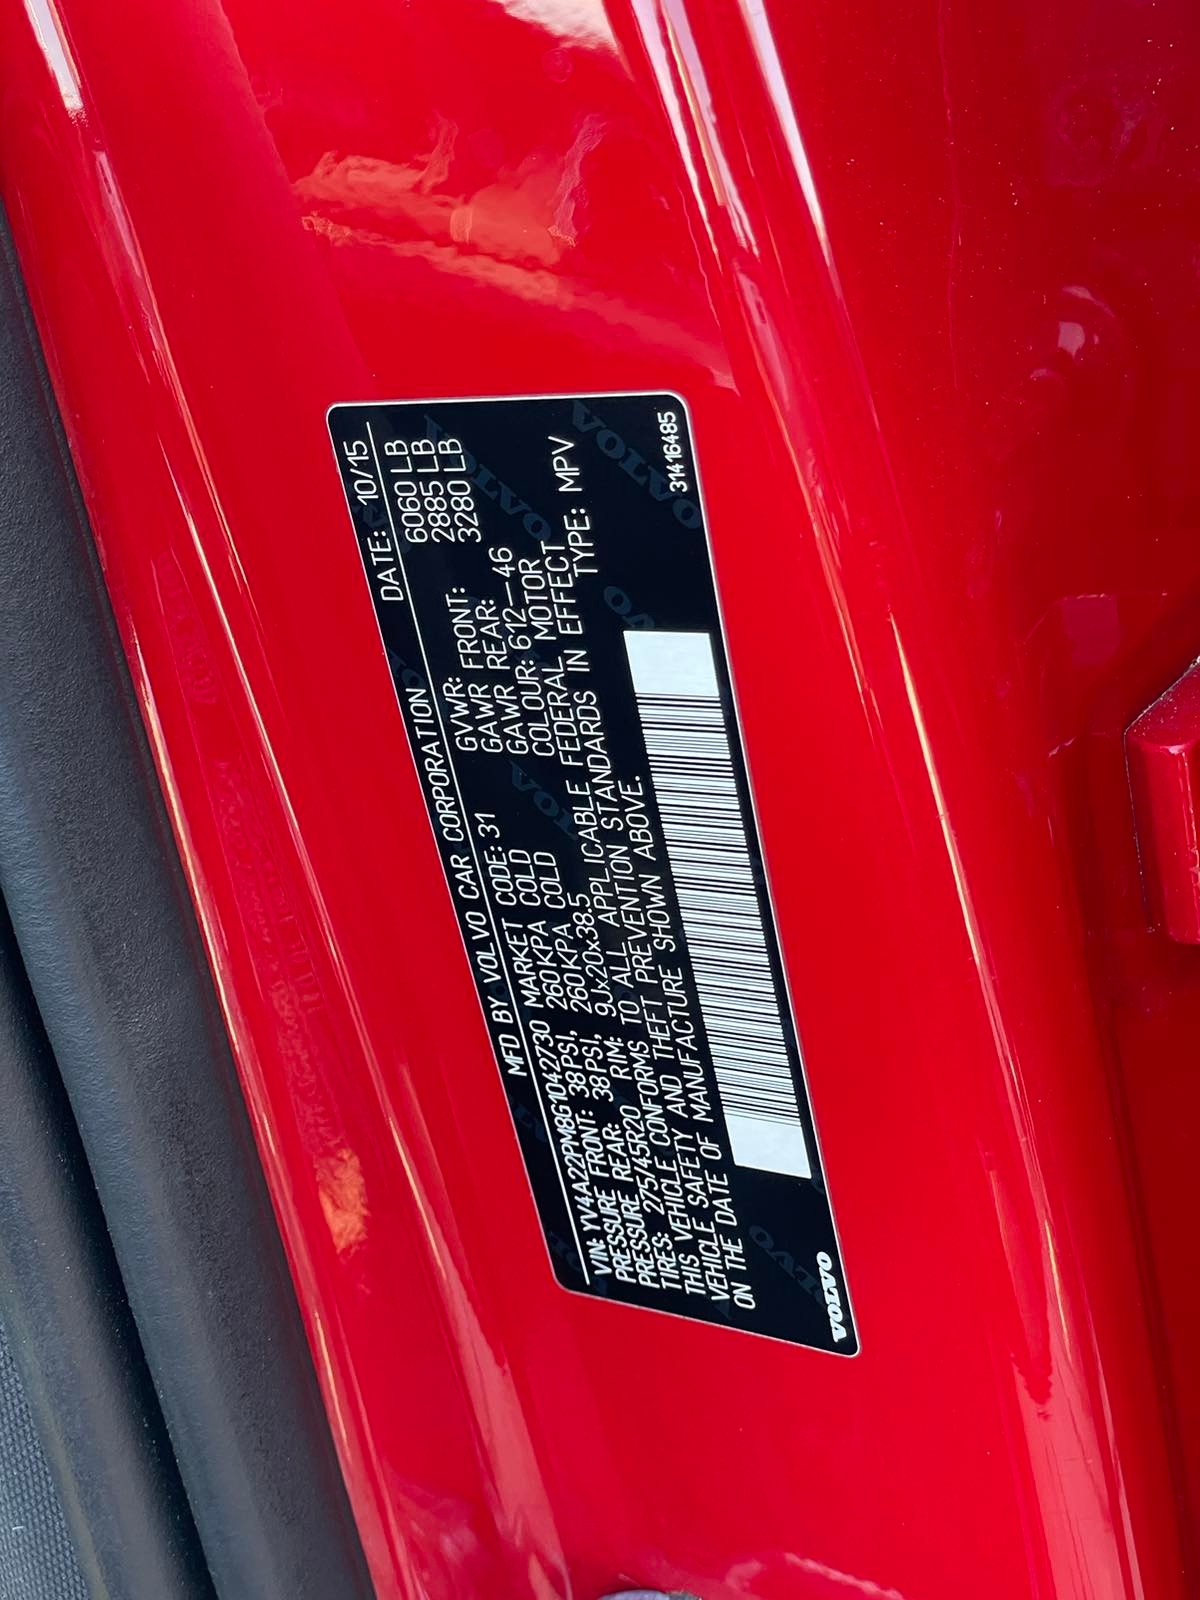 MFD BY VOLVO CAR CORPORATION DATE: 10/15
VIN: YV4A22PM8G1042730 MARKET CODE: 31 GVWR: 6060 LB
PRESSURE FRONT: 38PSI, 260KPA COLD GAWR FRONT: 2885 LB
PRESSURE REAR: 38PSI, 260KPA COLD GAWR REAR: 3280 LB
TIRES: 275/45R20 RIM: 9Jx20x38.5 COLOUR: 612-46
THIS VEHICLE CONFORMS TO ALL APPLICABLE FEDERAL MOTOR
VEHICLE SAFETY AND THEFT PREVENTION STANDARDS IN EFFECT
ON THE DATE OF MANUFACTURE SHOWN ABOVE. TYPE: MPV
VOLVO 31416485